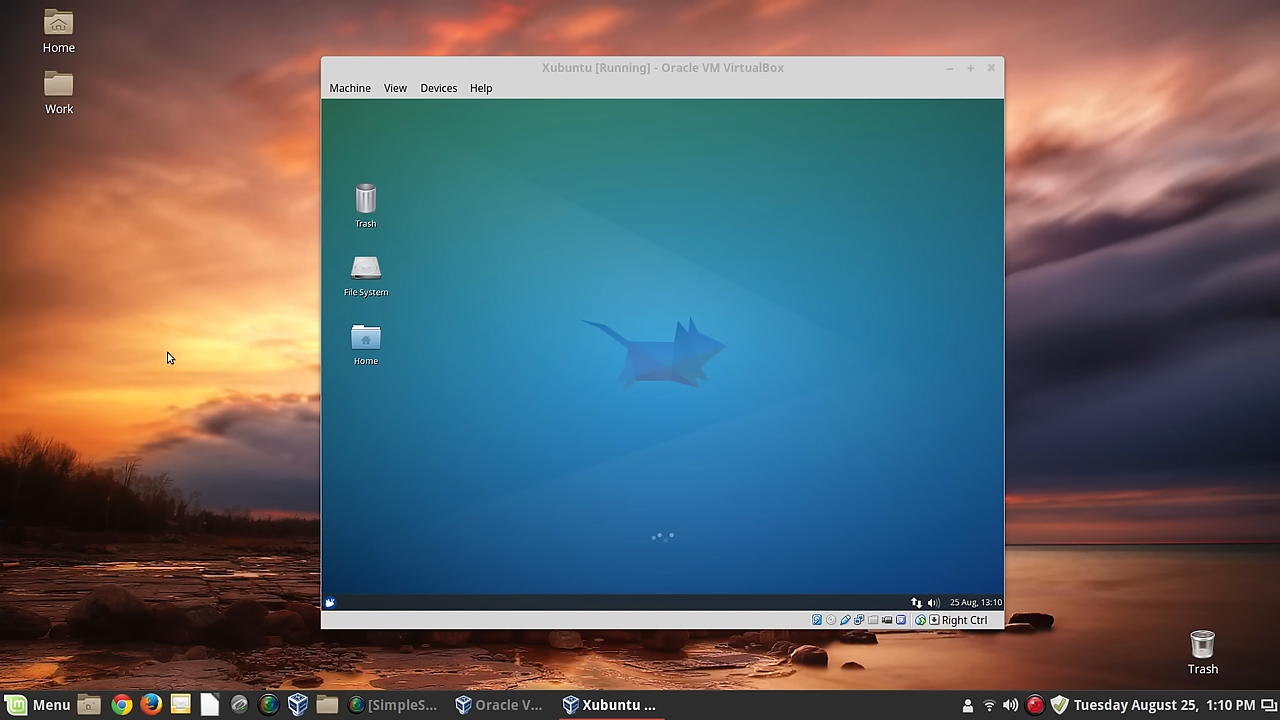 Home
Work
Xubuntu [Running] - Oracle VM VirtualBox
Machine View Devices Help
Trash
File System
Home
25 Aug, 13:10
Right Ctrl
Trash
Menu [SimpleS... Oracle V... Xubuntu ... Tuesday August 25, 1:10 PM